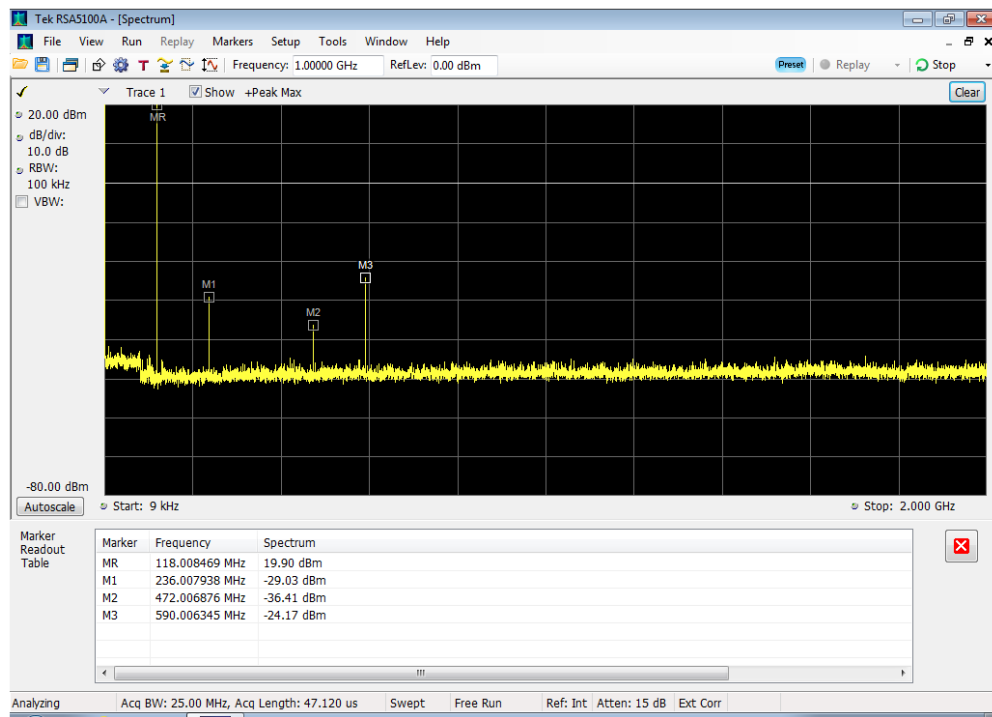 Tek RSA5100A - [Spectrum]
File View Run Replay Markers Setup Tools Window Help
T Frequency: 1.00000 GHz RefLev: 0.00 dBm Preset Replay Stop
Trace 1 Show +Peak Max Clear
20.00 dBm
dB/div:
10.0 dB
RBW:
100 kHz
VBW:
MR
M1
M2
M3
-80.00 dBm
Autoscale Start: 9 kHz Stop: 2.000 GHz
Marker Readout Table
Marker Frequency Spectrum
MR 118.008469 MHz 19.90 dBm
M1 236.007938 MHz -29.03 dBm
M2 472.006876 MHz -36.41 dBm
M3 590.006345 MHz -24.17 dBm
Analyzing Acq BW: 25.00 MHz, Acq Length: 47.120 us Swept Free Run Ref: Int Atten: 15 dB Ext Corr